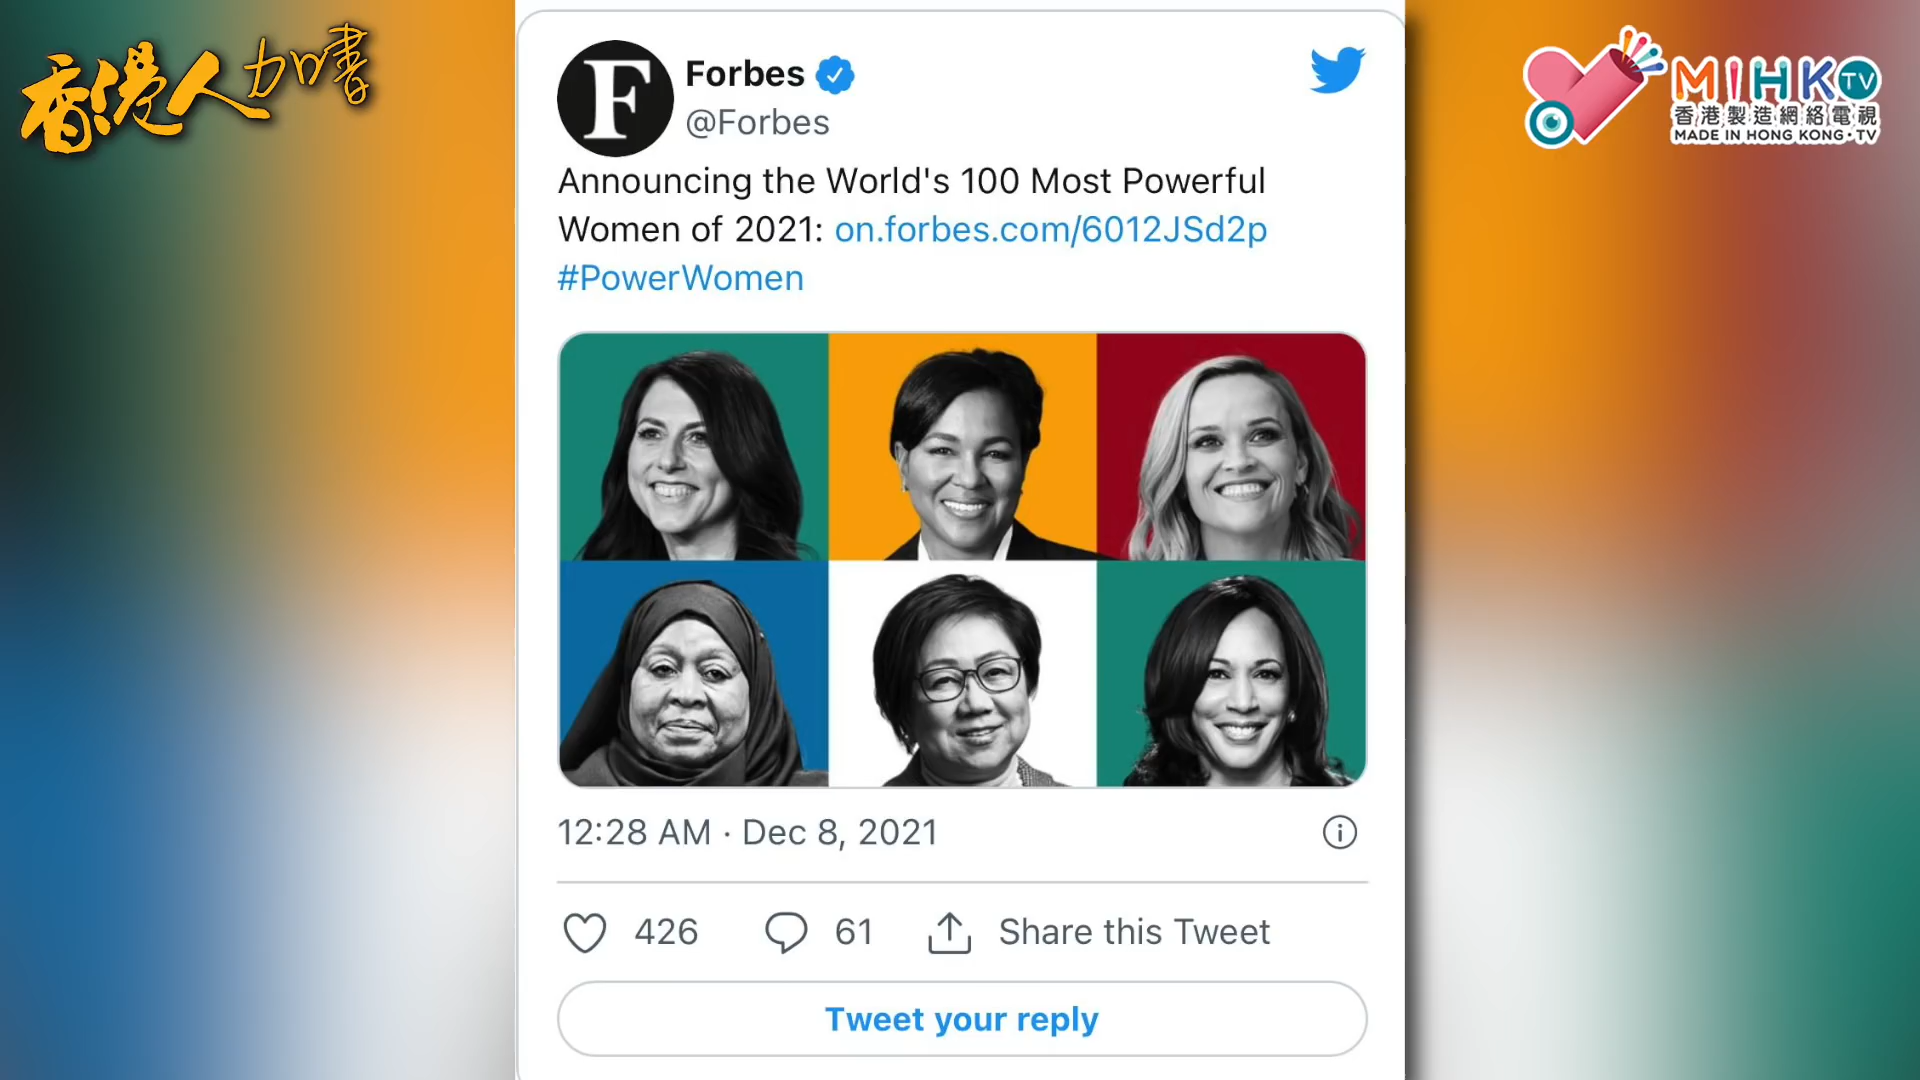 香港人加書
MIHK TV
香港製造網絡電視
MADE IN HONG KONG・TV
F
Forbes
@Forbes
Announcing the World's 100 Most Powerful
Women of 2021: on.forbes.com/6012JSd2p
#PowerWomen
12:28 AM · Dec 8, 2021
426 61 Share this Tweet
Tweet your reply